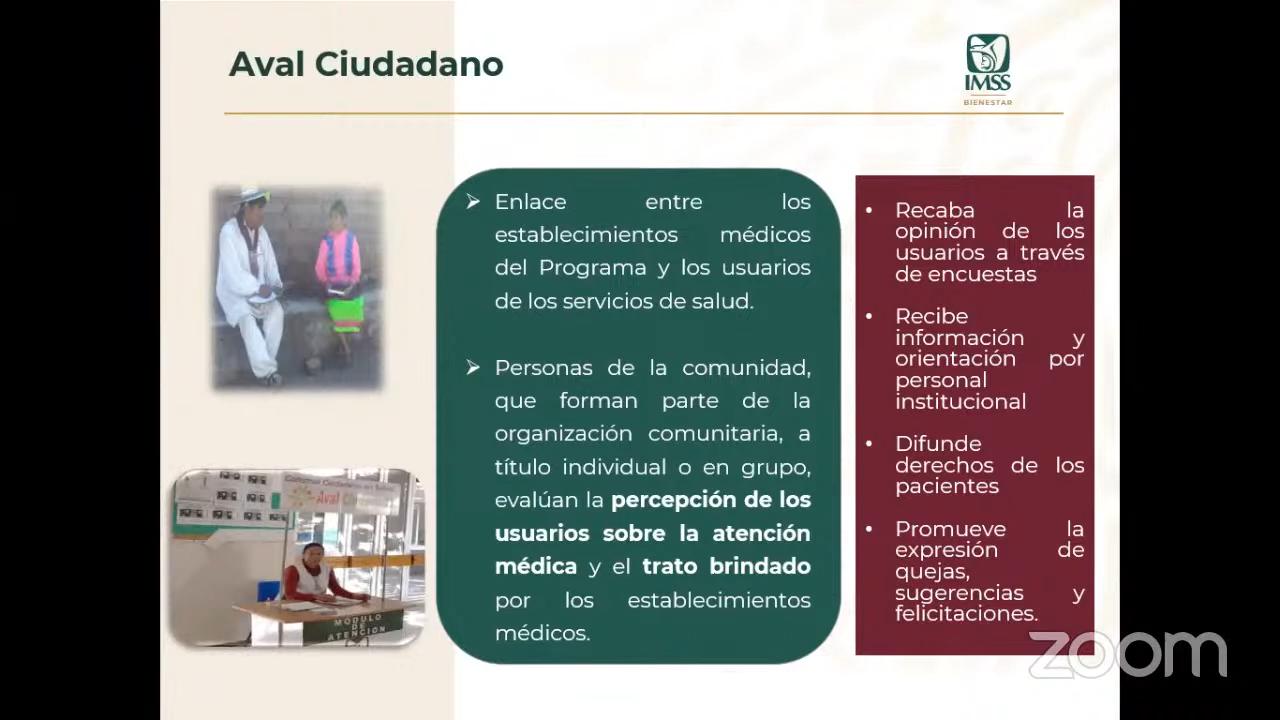 Aval Ciudadano
IMSS
BIENESTAR
➢ Enlace entre los
establecimientos médicos
del Programa y los usuarios
de los servicios de salud.
➢ Personas de la comunidad,
que forman parte de la
organización comunitaria, a
título individual o en grupo,
evalúan la percepción de los
usuarios sobre la atención
médica y el trato brindado
por los establecimientos
médicos.
• Recaba la
opinión de los
usuarios a través
de encuestas
• Recibe
información y
orientación por
personal
institucional
• Difunde
derechos de los
pacientes
• Promueve la
expresión de
quejas,
sugerencias y
felicitaciones.
Aval
MODULO
DE
ATENCION
zoom